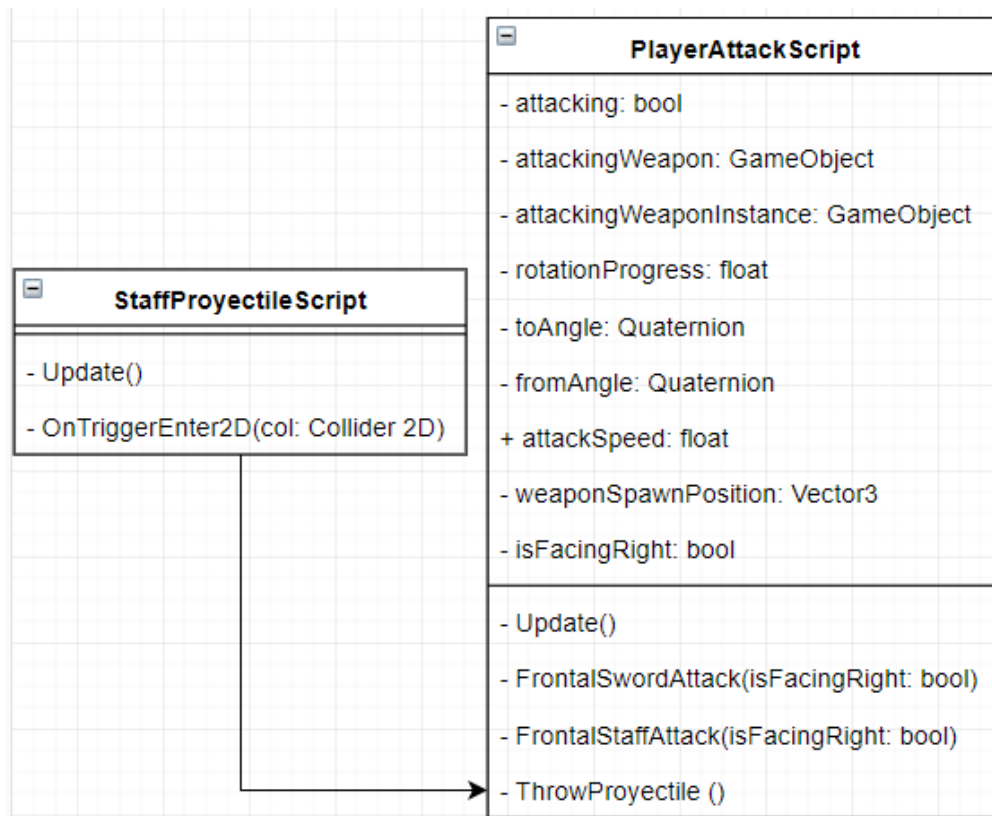 StaffProyectileScript
- Update()
- OnTriggerEnter2D(col: Collider 2D)
PlayerAttackScript
- attacking: bool
- attackingWeapon: GameObject
- attackingWeaponInstance: GameObject
- rotationProgress: float
- toAngle: Quaternion
- fromAngle: Quaternion
+ attackSpeed: float
- weaponSpawnPosition: Vector3
- isFacingRight: bool
- Update()
- FrontalSwordAttack(isFacingRight: bool)
- FrontalStaffAttack(isFacingRight: bool)
- ThrowProyectile ()